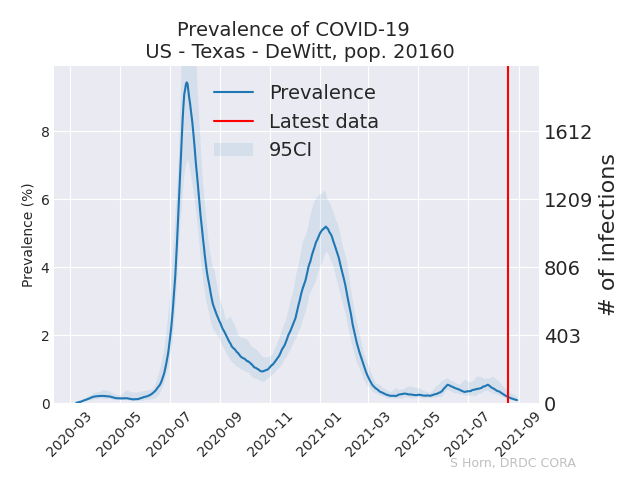 Prevalence of COVID-19
US - Texas - DeWitt, pop. 20160
Prevalence
Latest data
95CI
Prevalence (%)
8
6
4
2
0
1612
1209
806
403
0
# of infections
2020-03
2020-05
2020-07
2020-09
2020-11
2021-01
2021-03
2021-05
2021-07
2021-09
S Horn, DRDC CORA